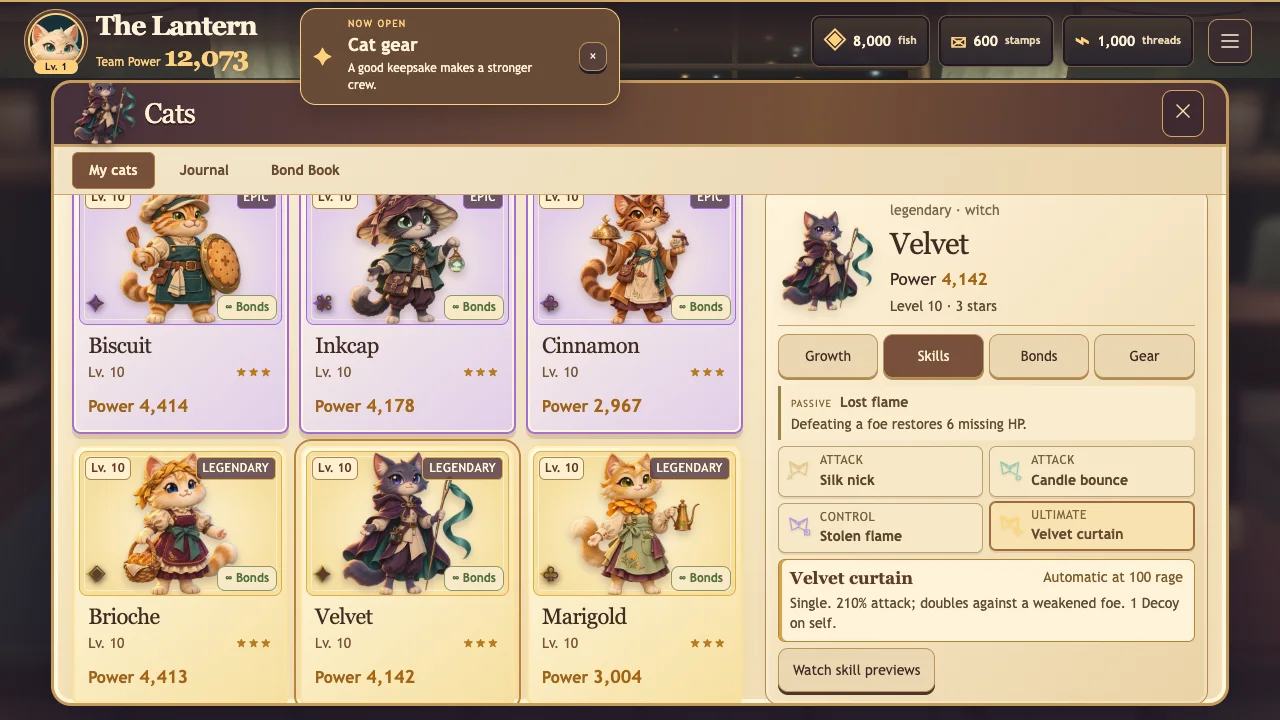 The Lantern
Team Power 12,073
Lv. 1
NOW OPEN
Cat gear
A good keepsake makes a stronger
crew.
×
8,000 fish
600 stamps
1,000 threads
Cats
My cats
Journal
Bond Book
Lv. 10
EPIC
∞ Bonds
Biscuit
Lv. 10
Power 4,414
Lv. 10
EPIC
∞ Bonds
Inkcap
Lv. 10
Power 4,178
Lv. 10
EPIC
∞ Bonds
Cinnamon
Lv. 10
Power 2,967
Lv. 10
LEGENDARY
∞ Bonds
Brioche
Lv. 10
Power 4,413
Lv. 10
LEGENDARY
∞ Bonds
Velvet
Lv. 10
Power 4,142
Lv. 10
LEGENDARY
∞ Bonds
Marigold
Lv. 10
Power 3,004
legendary · witch
Velvet
Power 4,142
Level 10 · 3 stars
Growth
Skills
Bonds
Gear
PASSIVE Lost flame
Defeating a foe restores 6 missing HP.
ATTACK
Silk nick
ATTACK
Candle bounce
CONTROL
Stolen flame
ULTIMATE
Velvet curtain
Velvet curtain
Automatic at 100 rage
Single. 210% attack; doubles against a weakened foe. 1 Decoy
on self.
Watch skill previews